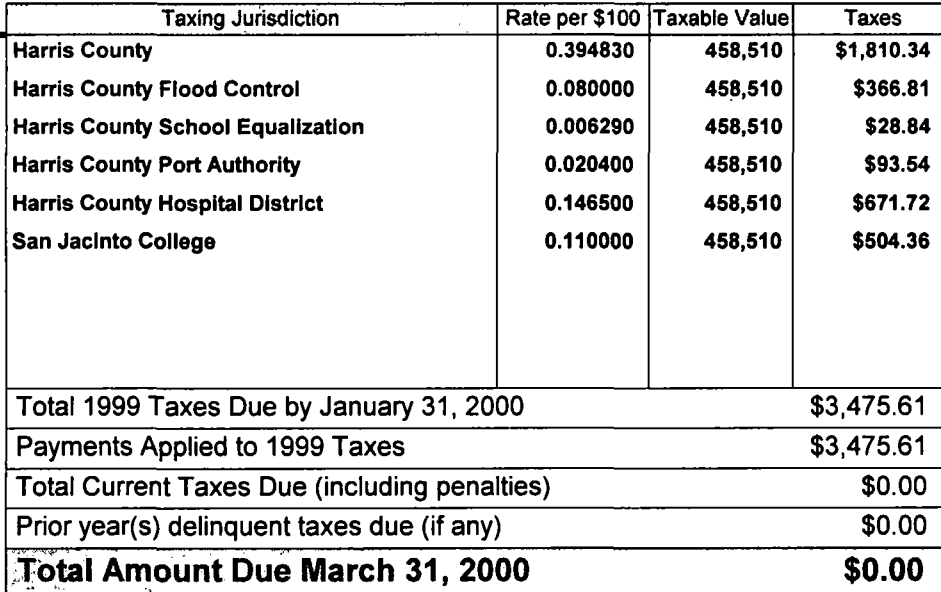 Taxing Jurisdiction Rate per $100 Taxable Value Taxes
Harris County 0.394830 458,510 $1,810.34
Harris County Flood Control 0.080000 458,510 $366.81
Harris County School Equalization 0.006290 458,510 $28.84
Harris County Port Authority 0.020400 458,510 $93.54
Harris County Hospital District 0.146500 458,510 $671.72
San Jacinto College 0.110000 458,510 $504.36
Total 1999 Taxes Due by January 31, 2000 $3,475.61
Payments Applied to 1999 Taxes $3,475.61
Total Current Taxes Due (including penalties) $0.00
Prior year(s) delinquent taxes due (if any) $0.00
Total Amount Due March 31, 2000 $0.00